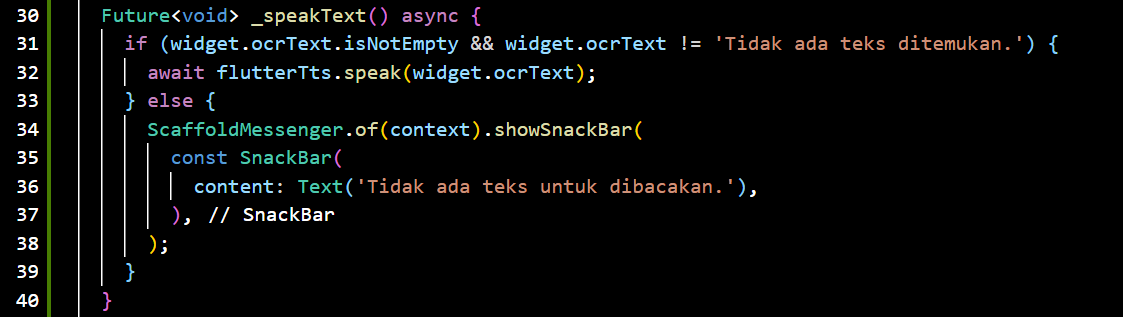 30 Future<void> _speakText() async {
31 if (widget.ocrText.isNotEmpty && widget.ocrText != 'Tidak ada teks ditemukan.') {
32 await flutterTts.speak(widget.ocrText);
33 } else {
34 ScaffoldMessenger.of(context).showSnackBar(
35 const SnackBar(
36 content: Text('Tidak ada teks untuk dibacakan.'),
37 ), // SnackBar
38 );
39 }
40 }